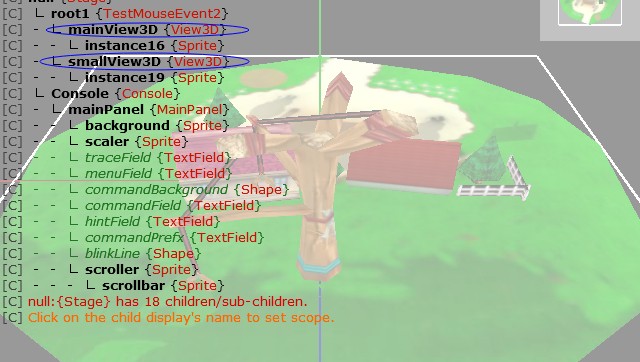 [C] null {Stage}
[C] ∟ root1 {TestMouseEvent2}
[C] - ∟ mainView3D {View3D}
[C] - - ∟ instance16 {Sprite}
[C] - ∟ smallView3D {View3D}
[C] - - ∟ instance19 {Sprite}
[C] ∟ Console {Console}
[C] - ∟ mainPanel {MainPanel}
[C] - - ∟ background {Sprite}
[C] - - ∟ scaler {Sprite}
[C] - - ∟ traceField {TextField}
[C] - - ∟ menuField {TextField}
[C] - - ∟ commandBackground {Shape}
[C] - - ∟ commandField {TextField}
[C] - - ∟ hintField {TextField}
[C] - - ∟ commandPrefx {TextField}
[C] - - ∟ blinkLine {Shape}
[C] - - ∟ scroller {Sprite}
[C] - - - ∟ scrollbar {Sprite}
[C] null:{Stage} has 18 children/sub-children.
[C] Click on the child display's name to set scope.